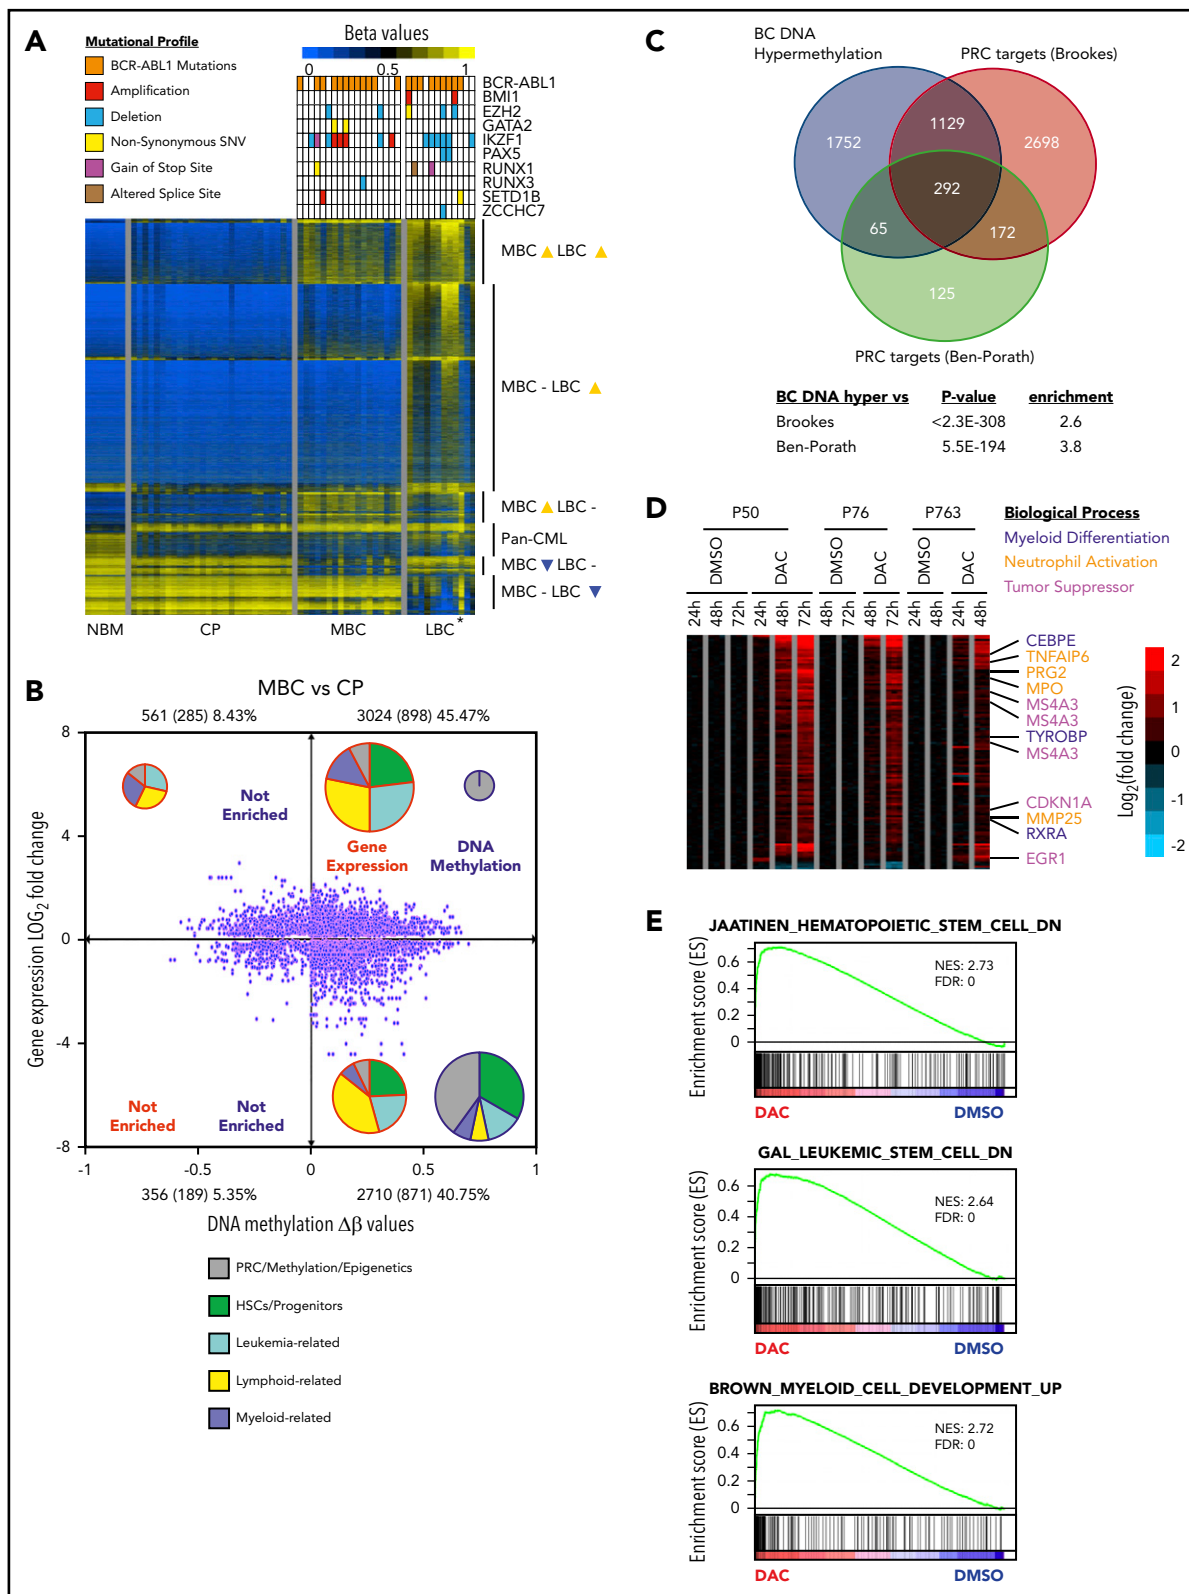 A
Mutational Profile
BCR-ABL1 Mutations
Amplification
Deletion
Non-Synonymous SNV
Gain of Stop Site
Altered Splice Site
Beta values
0 0.5 1
BCR-ABL1
BMI1
EZH2
GATA2
IKZF1
PAX5
RUNX1
RUNX3
SETD1B
ZCCHC7
MBC ▲ LBC ▲
MBC - LBC ▲
MBC ▲ LBC -
Pan-CML
MBC ▼ LBC -
MBC - LBC ▼
NBM CP MBC LBC *
B
MBC vs CP
561 (285) 8.43% 3024 (898) 45.47%
8
4
0
-4
-8
Gene expression LOG2 fold change
Not
Enriched
Gene
Expression
DNA
Methylation
Not
Enriched
Not
Enriched
-1 -0.5 0 0.5 1
356 (189) 5.35% 2710 (871) 40.75%
DNA methylation Δβ values
PRC/Methylation/Epigenetics
HSCs/Progenitors
Leukemia-related
Lymphoid-related
Myeloid-related
C
BC DNA
Hypermethylation
PRC targets (Brookes)
1752
1129
2698
292
65
172
125
PRC targets (Ben-Porath)
BC DNA hyper vs P-value enrichment
Brookes <2.3E-308 2.6
Ben-Porath 5.5E-194 3.8
D
P50 P76 P763
DMSO DAC DMSO DAC DMSO DAC
24h 48h 72h 24h 48h 72h 48h 72h 48h 72h 24h 48h 24h 48h
Biological Process
Myeloid Differentiation
Neutrophil Activation
Tumor Suppressor
CEBPE
TNFAIP6
PRG2
MPO
MS4A3
MS4A3
TYROBP
MS4A3
CDKN1A
MMP25
RXRA
EGR1
Log2(fold change)
2
1
0
-1
-2
E
JAATINEN_HEMATOPOIETIC_STEM_CELL_DN
Enrichment score (ES)
0.6
0.4
0.2
0
NES: 2.73
FDR: 0
DAC DMSO
GAL_LEUKEMIC_STEM_CELL_DN
Enrichment score (ES)
0.6
0.4
0.2
0
NES: 2.64
FDR: 0
DAC DMSO
BROWN_MYELOID_CELL_DEVELOPMENT_UP
Enrichment score (ES)
0.6
0.4
0.2
0
NES: 2.72
FDR: 0
DAC DMSO